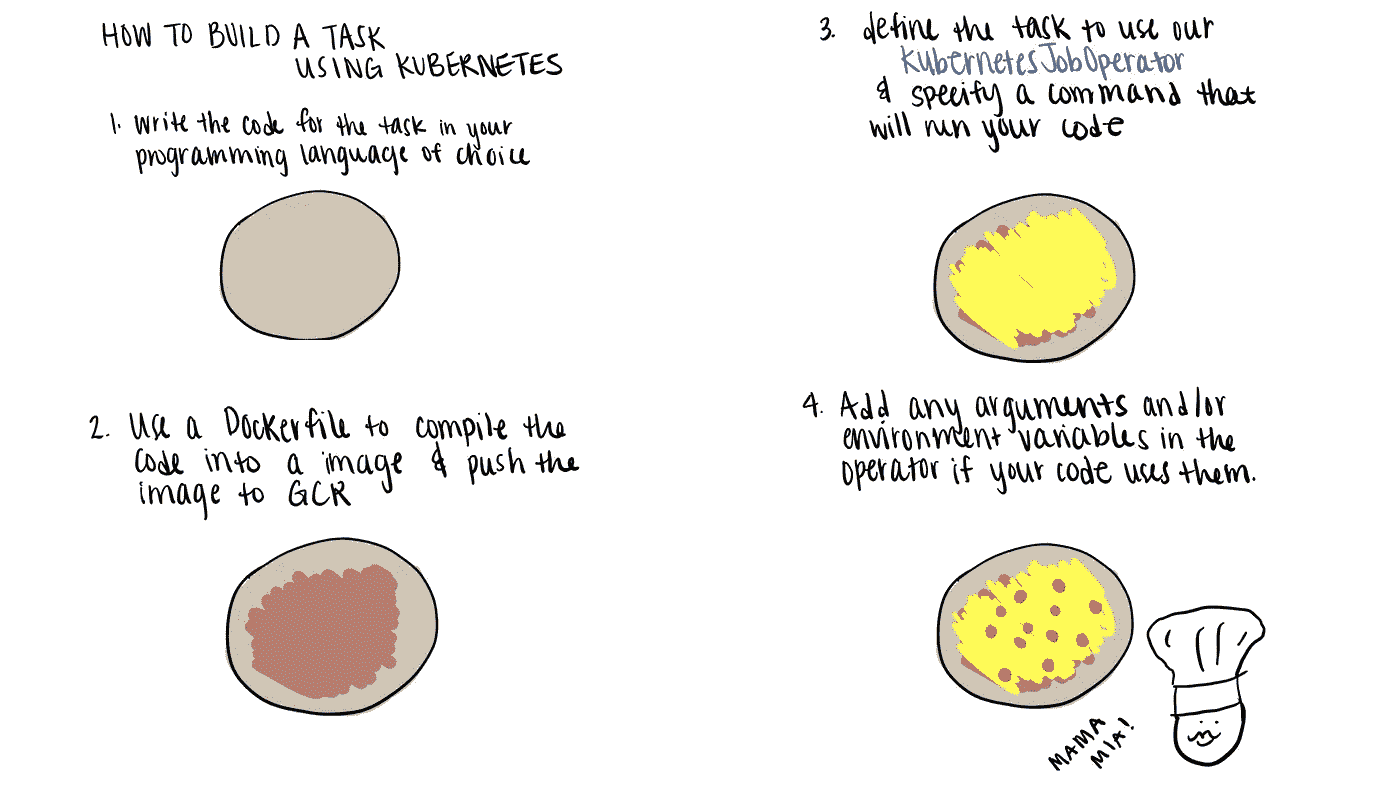 HOW TO BUILD A TASK
USING KUBERNETES
1. Write the code for the task in your
programming language of choice
2. Use a Dockerfile to compile the
code into a image & push the
image to GCR
3. define the task to use our
KubernetesJobOperator
& specify a command that
will run your code
4. Add any arguments and/or
environment variables in the
operator if your code uses them.
MAMA
MIA!